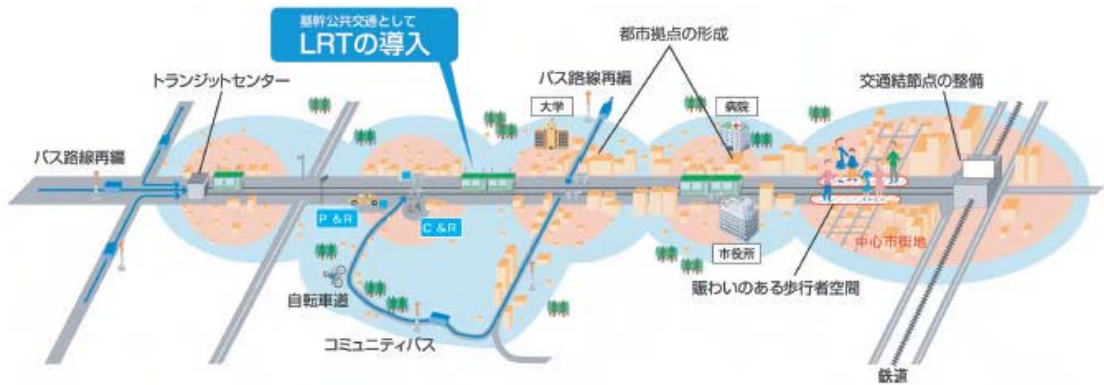 基幹公共交通として
LRTの導入
都市拠点の形成
トランジットセンター
バス路線再編
交通結節点の整備
大学
病院
バス路線再編
P &R
C &R
市役所
中心市街地
自転車道
賑わいのある歩行者空間
コミュニティバス
鉄道